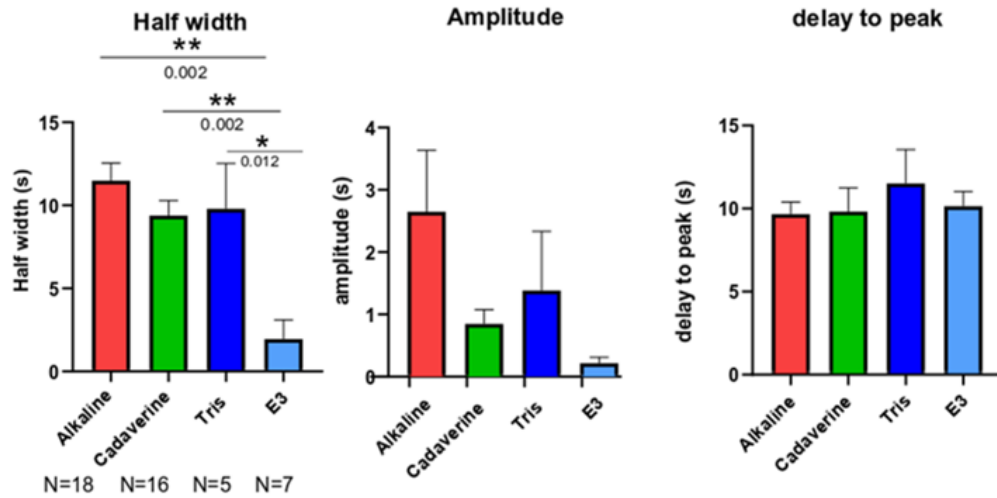 Half width
**
0.002
**
0.002
*
0.012
15
10
5
0
Half width (s)
Alkaline
Cadaverine
Tris
E3
N=18 N=16 N=5 N=7
Amplitude
4
3
2
1
0
amplitude (s)
Alkaline
Cadaverine
Tris
E3
delay to peak
15
10
5
0
delay to peak (s)
Alkaline
Cadaverine
Tris
E3